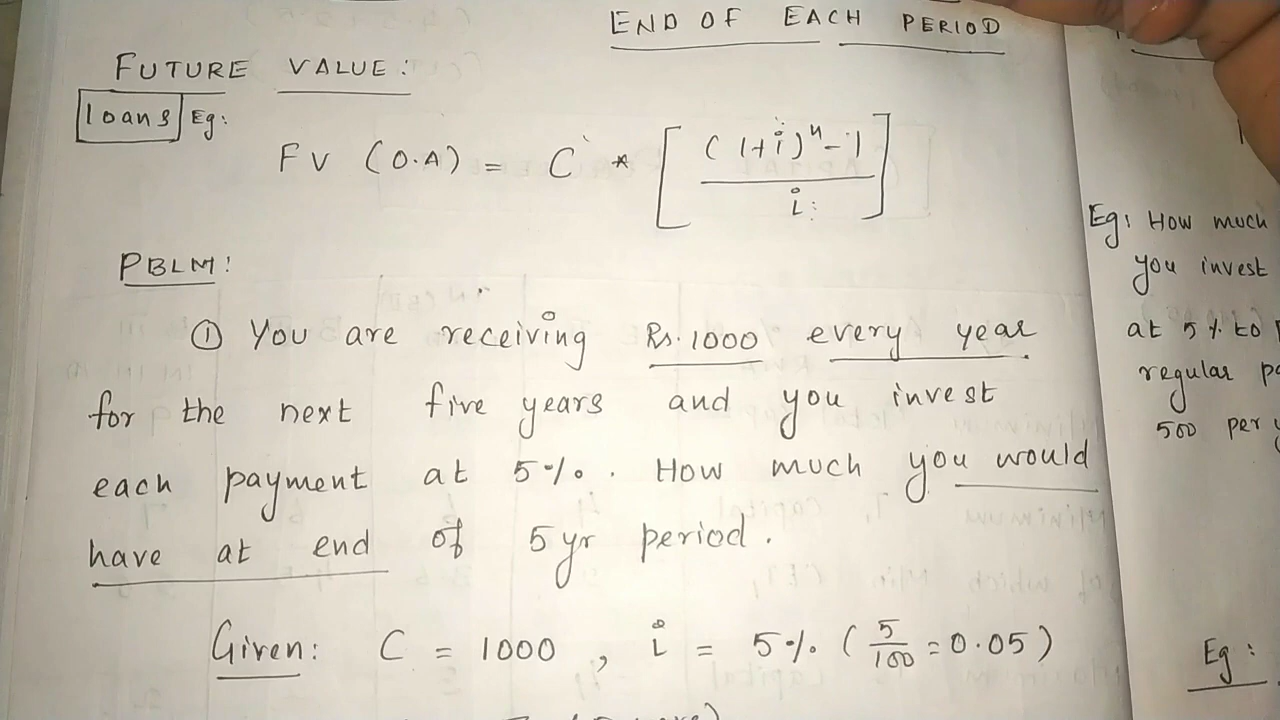 END OF EACH PERIOD
FUTURE VALUE:
loans Eg:
FV (O.A) = C * [ (1+i)ⁿ-1 / i ]
PBLM:
① You are receiving Rs. 1000 every year
for the next five years and you invest
each payment at 5%. How much you would
have at end of 5 yr period.
Given: C = 1000, i = 5% (5/100 = 0.05)
Eg: How much
you invest
at 5% to
regular
500 per
Eg: